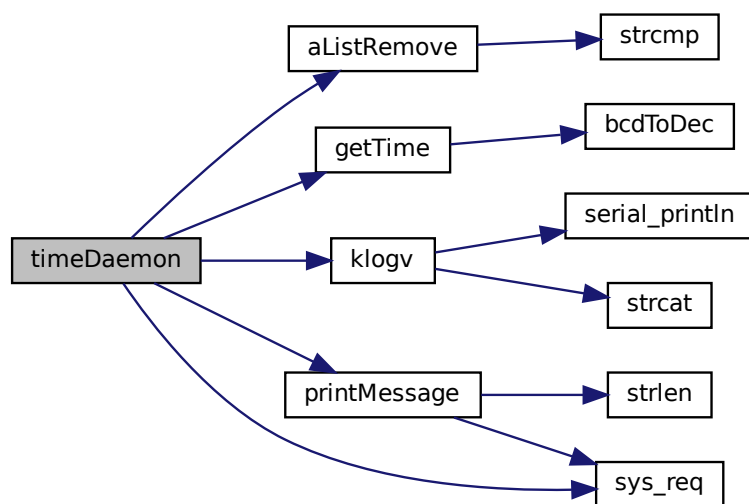 timeDaemon
aListRemove
strcmp
getTime
bcdToDec
klogv
serial_println
strcat
printMessage
strlen
sys_req